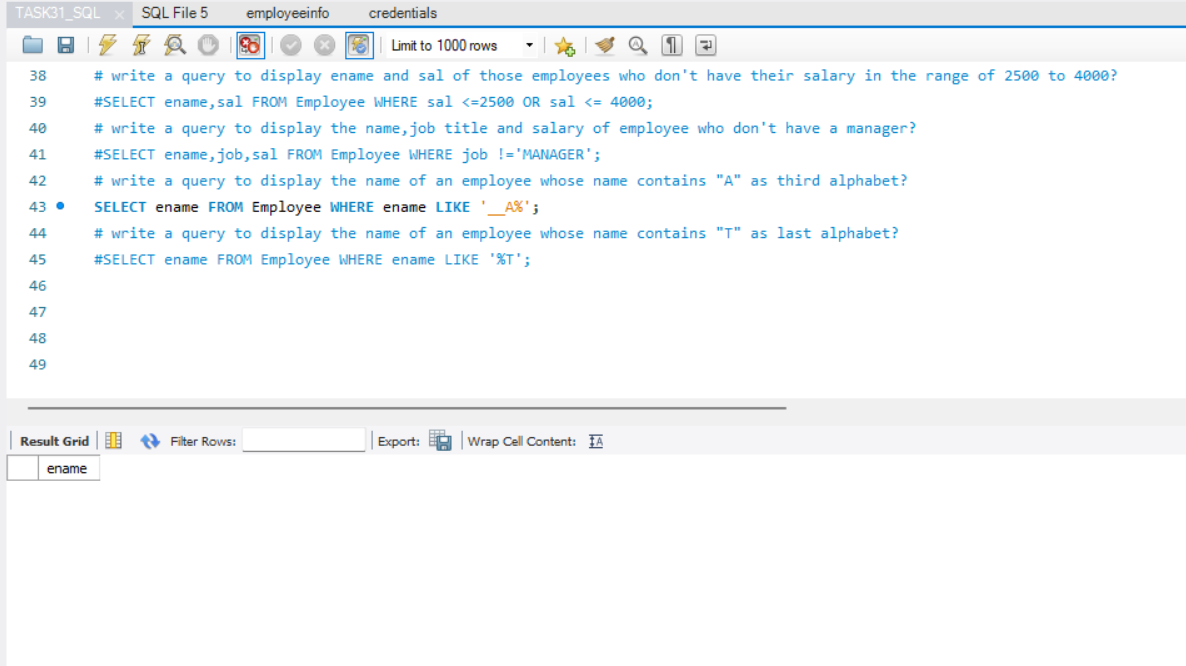 TASK31_SQL SQL File 5 employeeinfo credentials
Limit to 1000 rows
38 # write a query to display ename and sal of those employees who don't have their salary in the range of 2500 to 4000?
39 #SELECT ename,sal FROM Employee WHERE sal <=2500 OR sal <= 4000;
40 # write a query to display the name,job title and salary of employee who don't have a manager?
41 #SELECT ename,job,sal FROM Employee WHERE job !='MANAGER';
42 # write a query to display the name of an employee whose name contains "A" as third alphabet?
43 SELECT ename FROM Employee WHERE ename LIKE '__A%';
44 # write a query to display the name of an employee whose name contains "T" as last alphabet?
45 #SELECT ename FROM Employee WHERE ename LIKE '%T';
46
47
48
49
Result Grid Filter Rows: Export: Wrap Cell Content:
ename